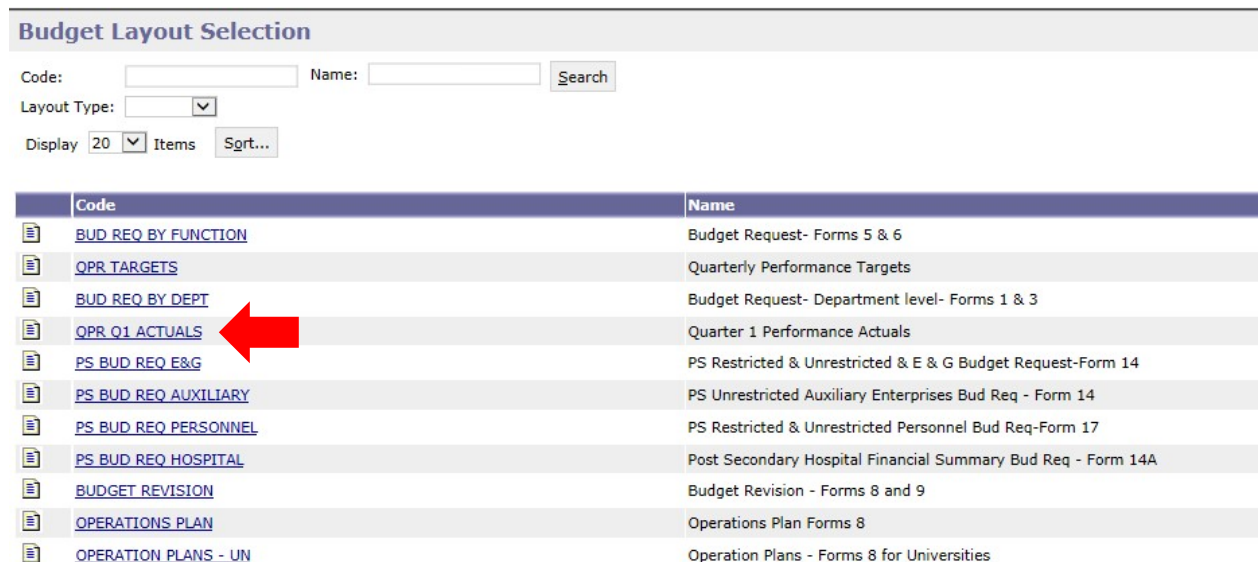 Budget Layout Selection
Code: Name: Search
Layout Type:
Display 20 Items Sort...
Code Name
BUD REQ BY FUNCTION Budget Request- Forms 5 & 6
QPR TARGETS Quarterly Performance Targets
BUD REQ BY DEPT Budget Request- Department level- Forms 1 & 3
QPR Q1 ACTUALS Quarter 1 Performance Actuals
PS BUD REQ E&G PS Restricted & Unrestricted & E & G Budget Request-Form 14
PS BUD REQ AUXILIARY PS Unrestricted Auxiliary Enterprises Bud Req - Form 14
PS BUD REQ PERSONNEL PS Restricted & Unrestricted Personnel Bud Req-Form 17
PS BUD REQ HOSPITAL Post Secondary Hospital Financial Summary Bud Req - Form 14A
BUDGET REVISION Budget Revision - Forms 8 and 9
OPERATIONS PLAN Operations Plan Forms 8
OPERATION PLANS - UN Operation Plans - Forms 8 for Universities